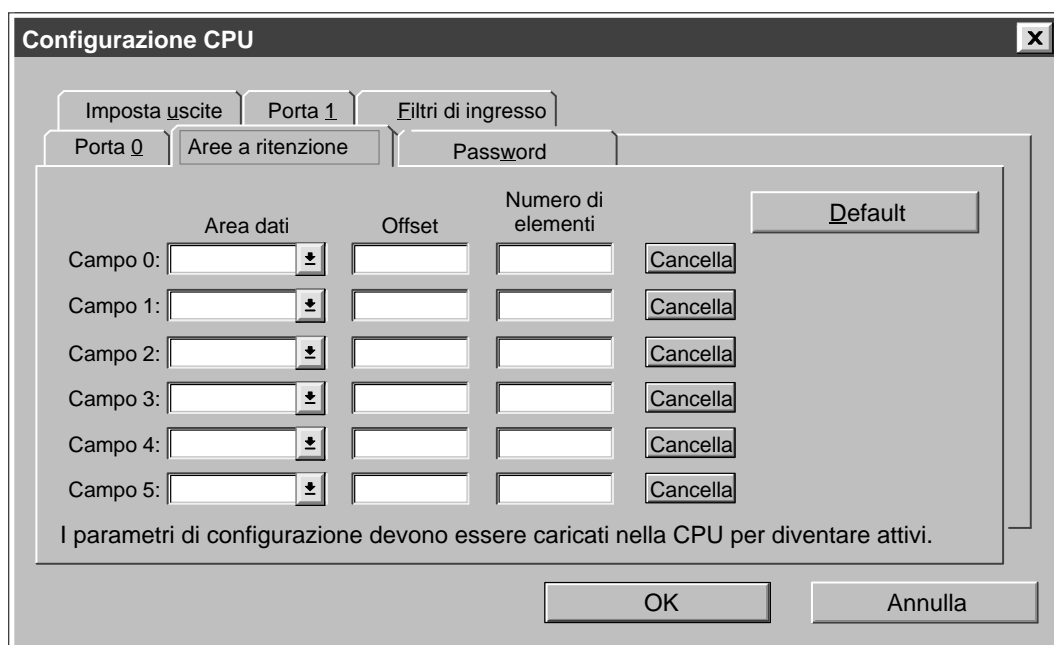 Configurazione CPU
Imposta uscite Porta 1 Filtri di ingresso
Porta 0 Aree a ritenzione Password
Numero di
Area dati Offset elementi
Default
Campo 0: Cancella
Campo 1: Cancella
Campo 2: Cancella
Campo 3: Cancella
Campo 4: Cancella
Campo 5: Cancella
I parametri di configurazione devono essere caricati nella CPU per diventare attivi.
OK Annulla